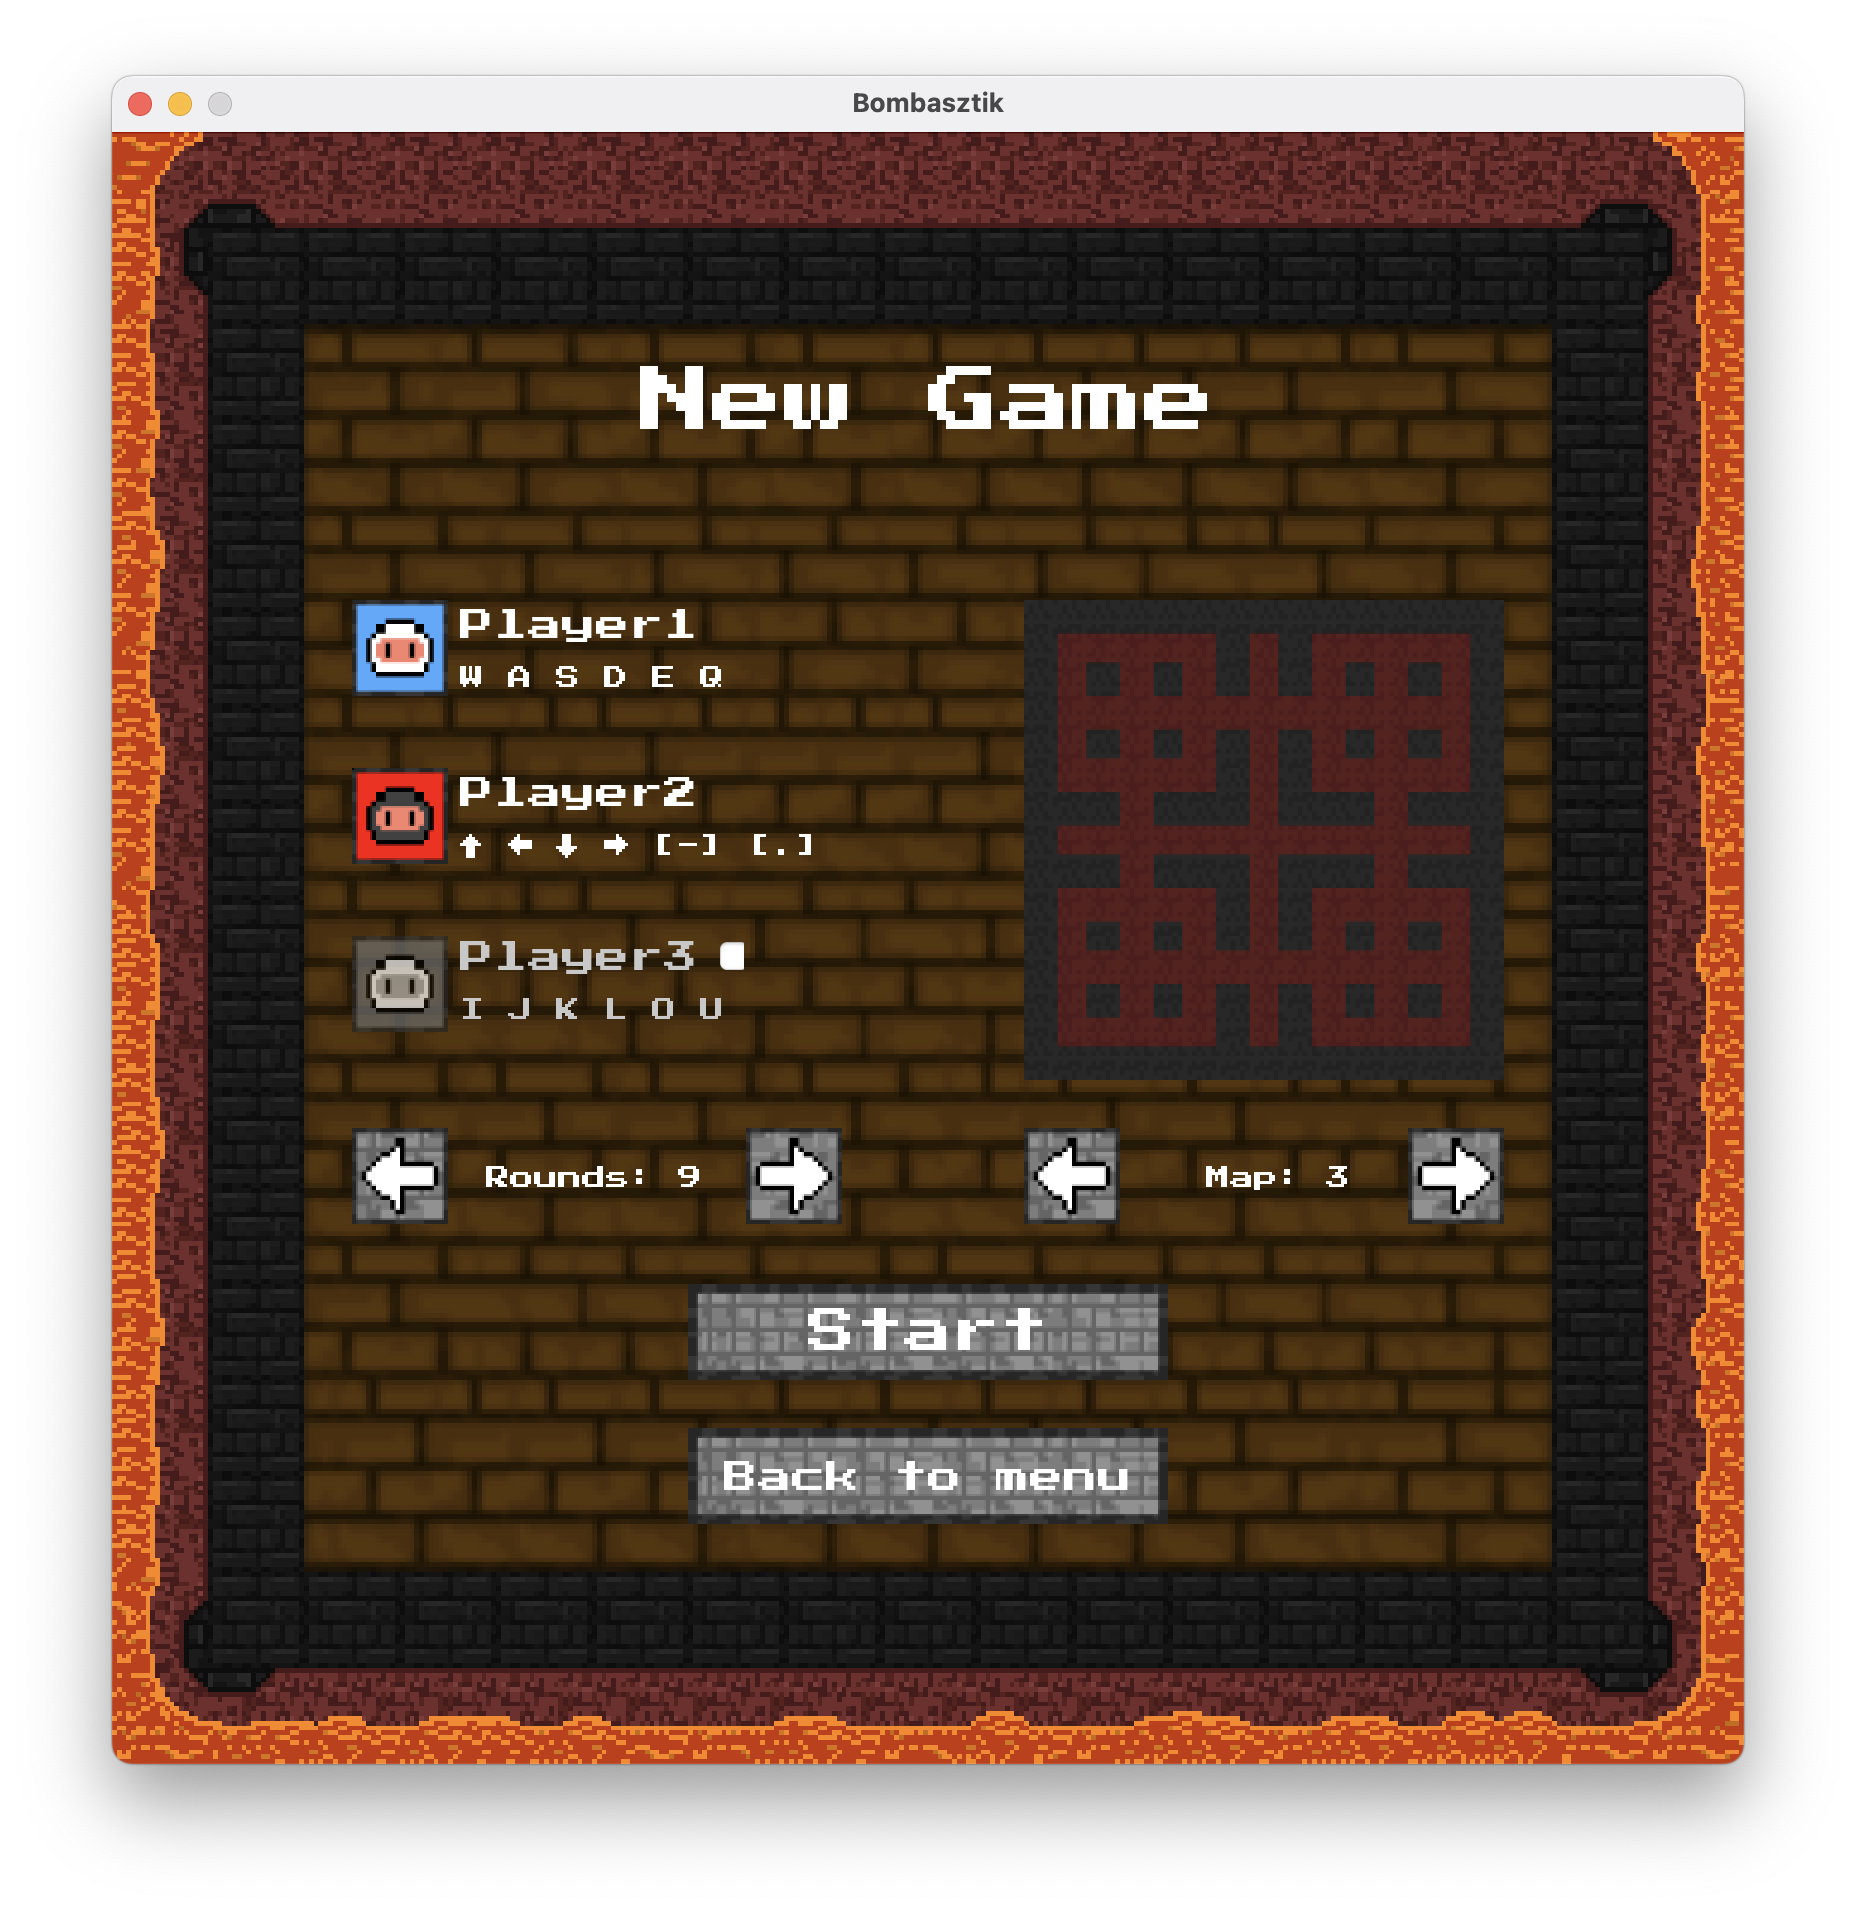 Bombasztik
New Game
Player1
W A S D E Q
Player2
↑ ← ↓ → [-] [.]
Player3
I J K L O U
Rounds: 9
Map: 3
Start
Back to menu